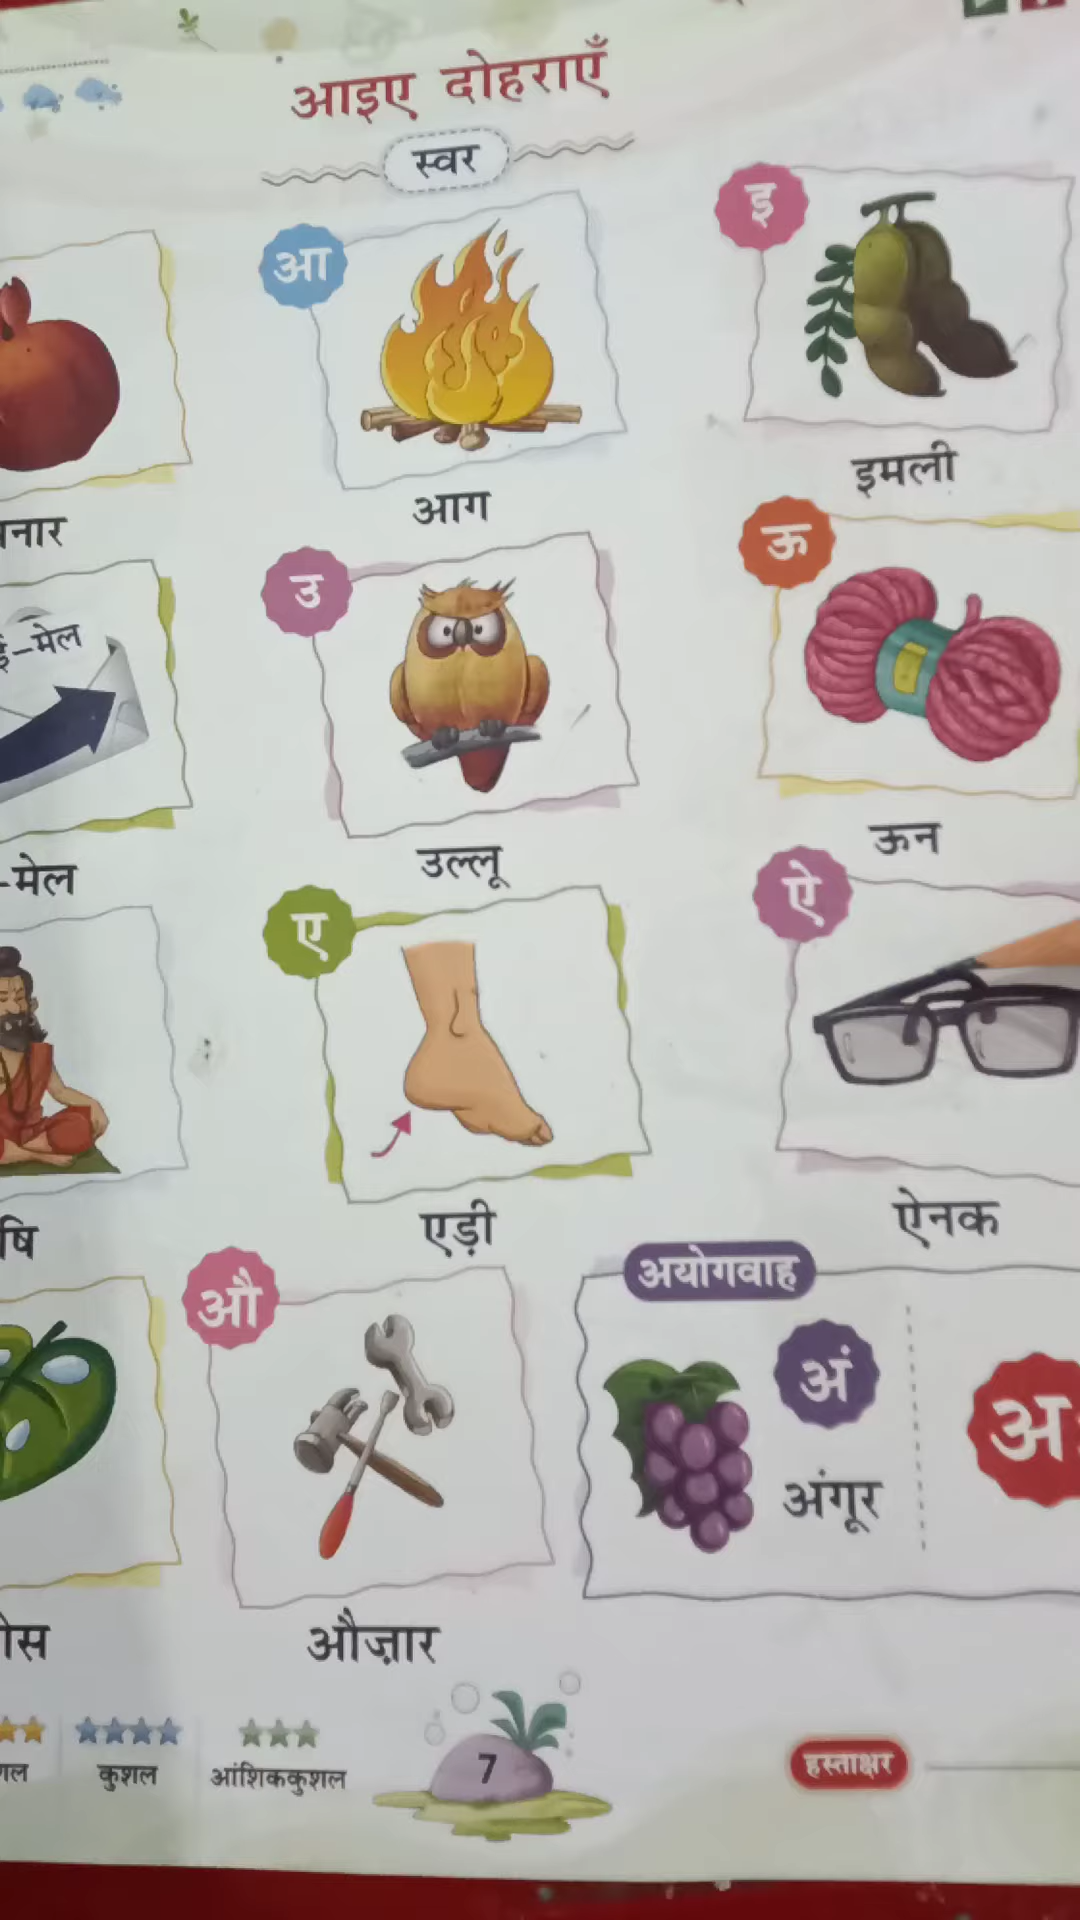 आइए दोहराएँ
स्वर
आ
इ
आग
इमली
उ
ऊ
ई-मेल
उल्लू
ऊन
-मेल
ए
ऐ
एड़ी
ऐनक
औ
अयोगवाह
अं
अः
अंगूर
औज़ार
कुशल
आंशिककुशल
7
हस्ताक्षर